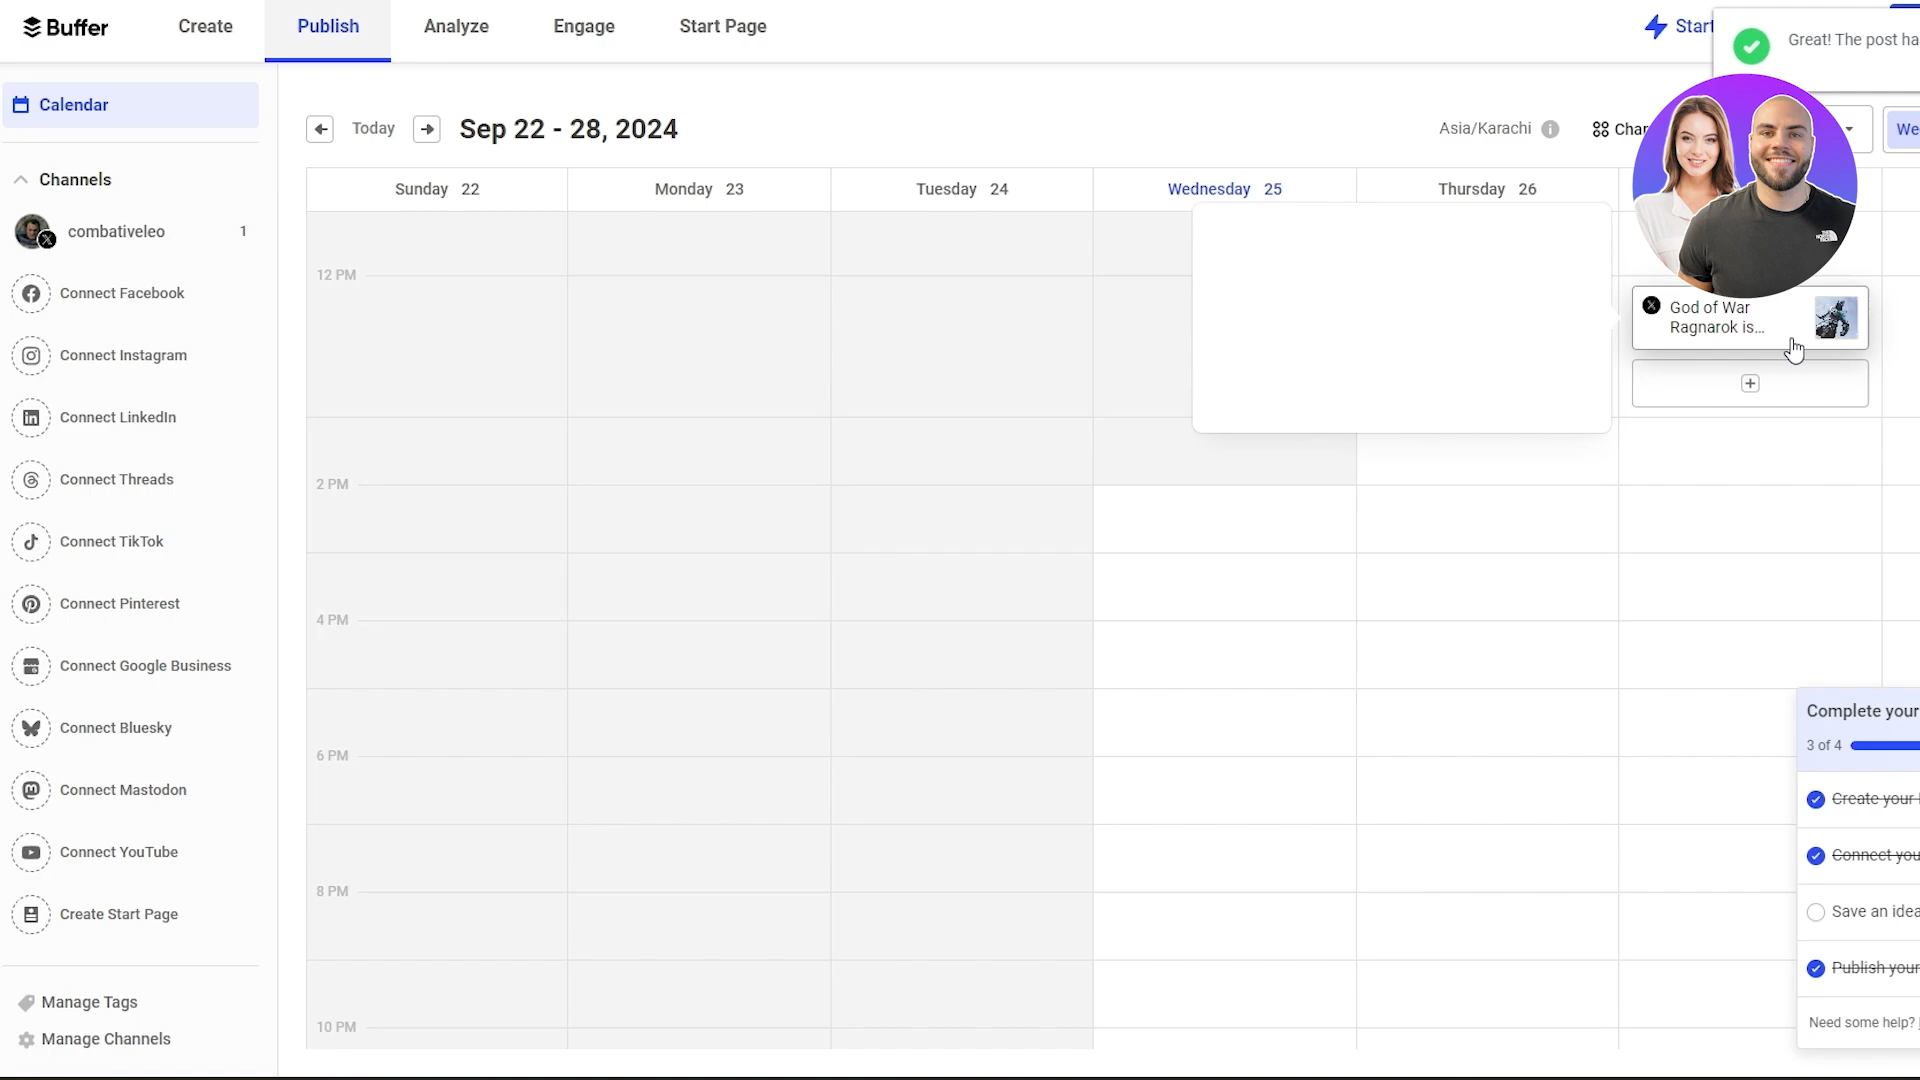 Buffer
Create
Publish
Analyze
Engage
Start Page
Start
Great! The post ha
Calendar
Today
Sep 22 - 28, 2024
Asia/Karachi
Char
We
Channels
combativeleo
1
Connect Facebook
Connect Instagram
Connect LinkedIn
Connect Threads
Connect TikTok
Connect Pinterest
Connect Google Business
Connect Bluesky
Connect Mastodon
Connect YouTube
Create Start Page
Manage Tags
Manage Channels
Sunday 22
Monday 23
Tuesday 24
Wednesday 25
Thursday 26
12 PM
2 PM
4 PM
6 PM
8 PM
10 PM
God of War
Ragnarok is...
Complete your
3 of 4
Create your
Connect you
Save an idea
Publish your
Need some help?